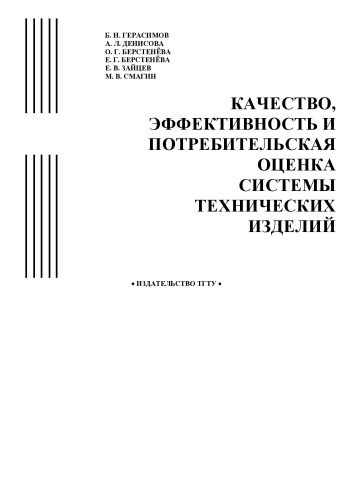 Б. И. ГЕРАСИМОВ
А. Л. ДЕНИСОВА
О. Г. БЕРСТЕНЁВА
Е. Г. БЕРСТЕНЁВА
Е. В. ЗАЙЦЕВ
М. В. СМАГИН
КАЧЕСТВО,
ЭФФЕКТИВНОСТЬ И
ПОТРЕБИТЕЛЬСКАЯ
ОЦЕНКА
СИСТЕМЫ
ТЕХНИЧЕСКИХ
ИЗДЕЛИЙ
• ИЗДАТЕЛЬСТВО ТГТУ •